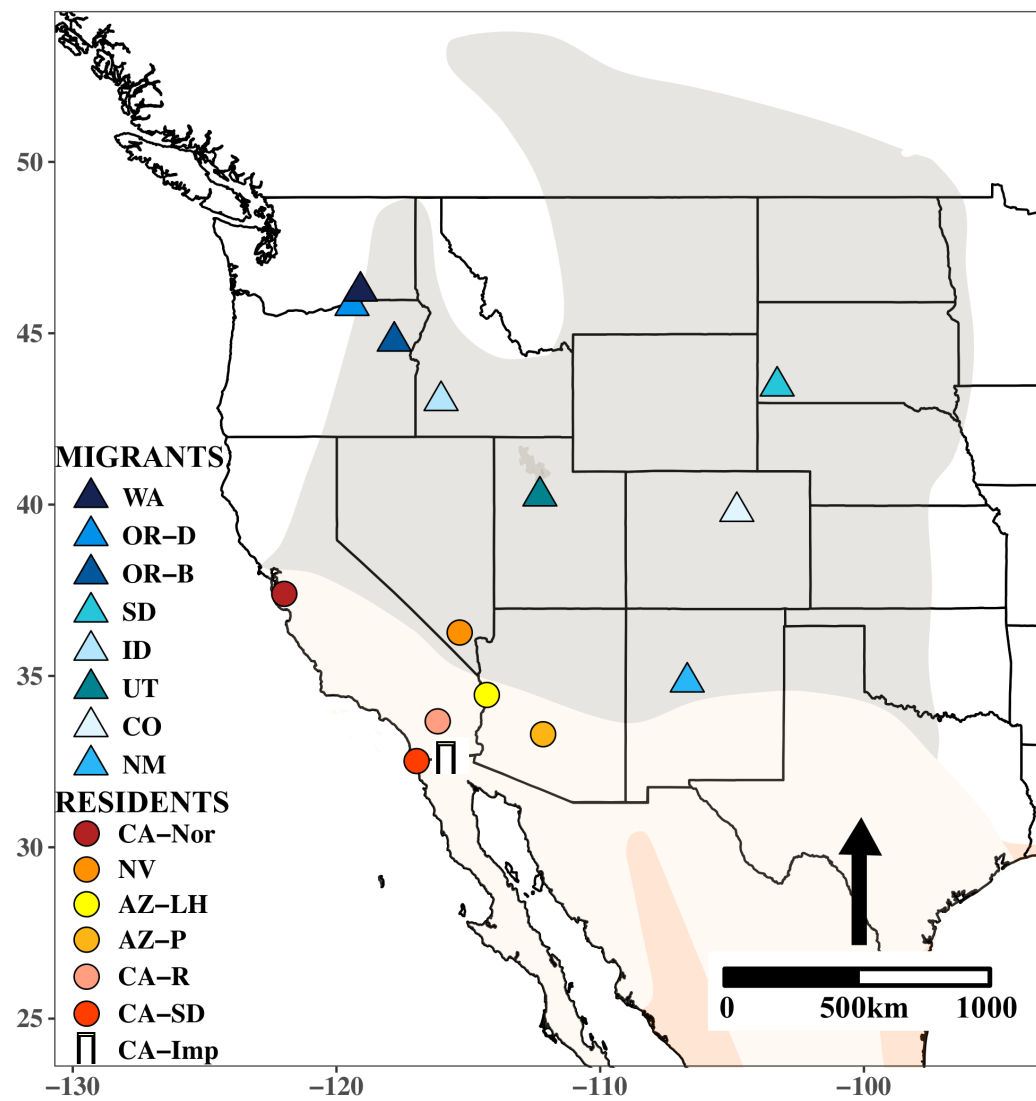 50
45
40
35
30
25
MIGRANTS
WA
OR−D
OR−B
SD
ID
UT
CO
NM
RESIDENTS
CA−Nor
NV
AZ−LH
AZ−P
CA−R
CA−SD
CA−Imp
0 500km 1000
−130 −120 −110 −100